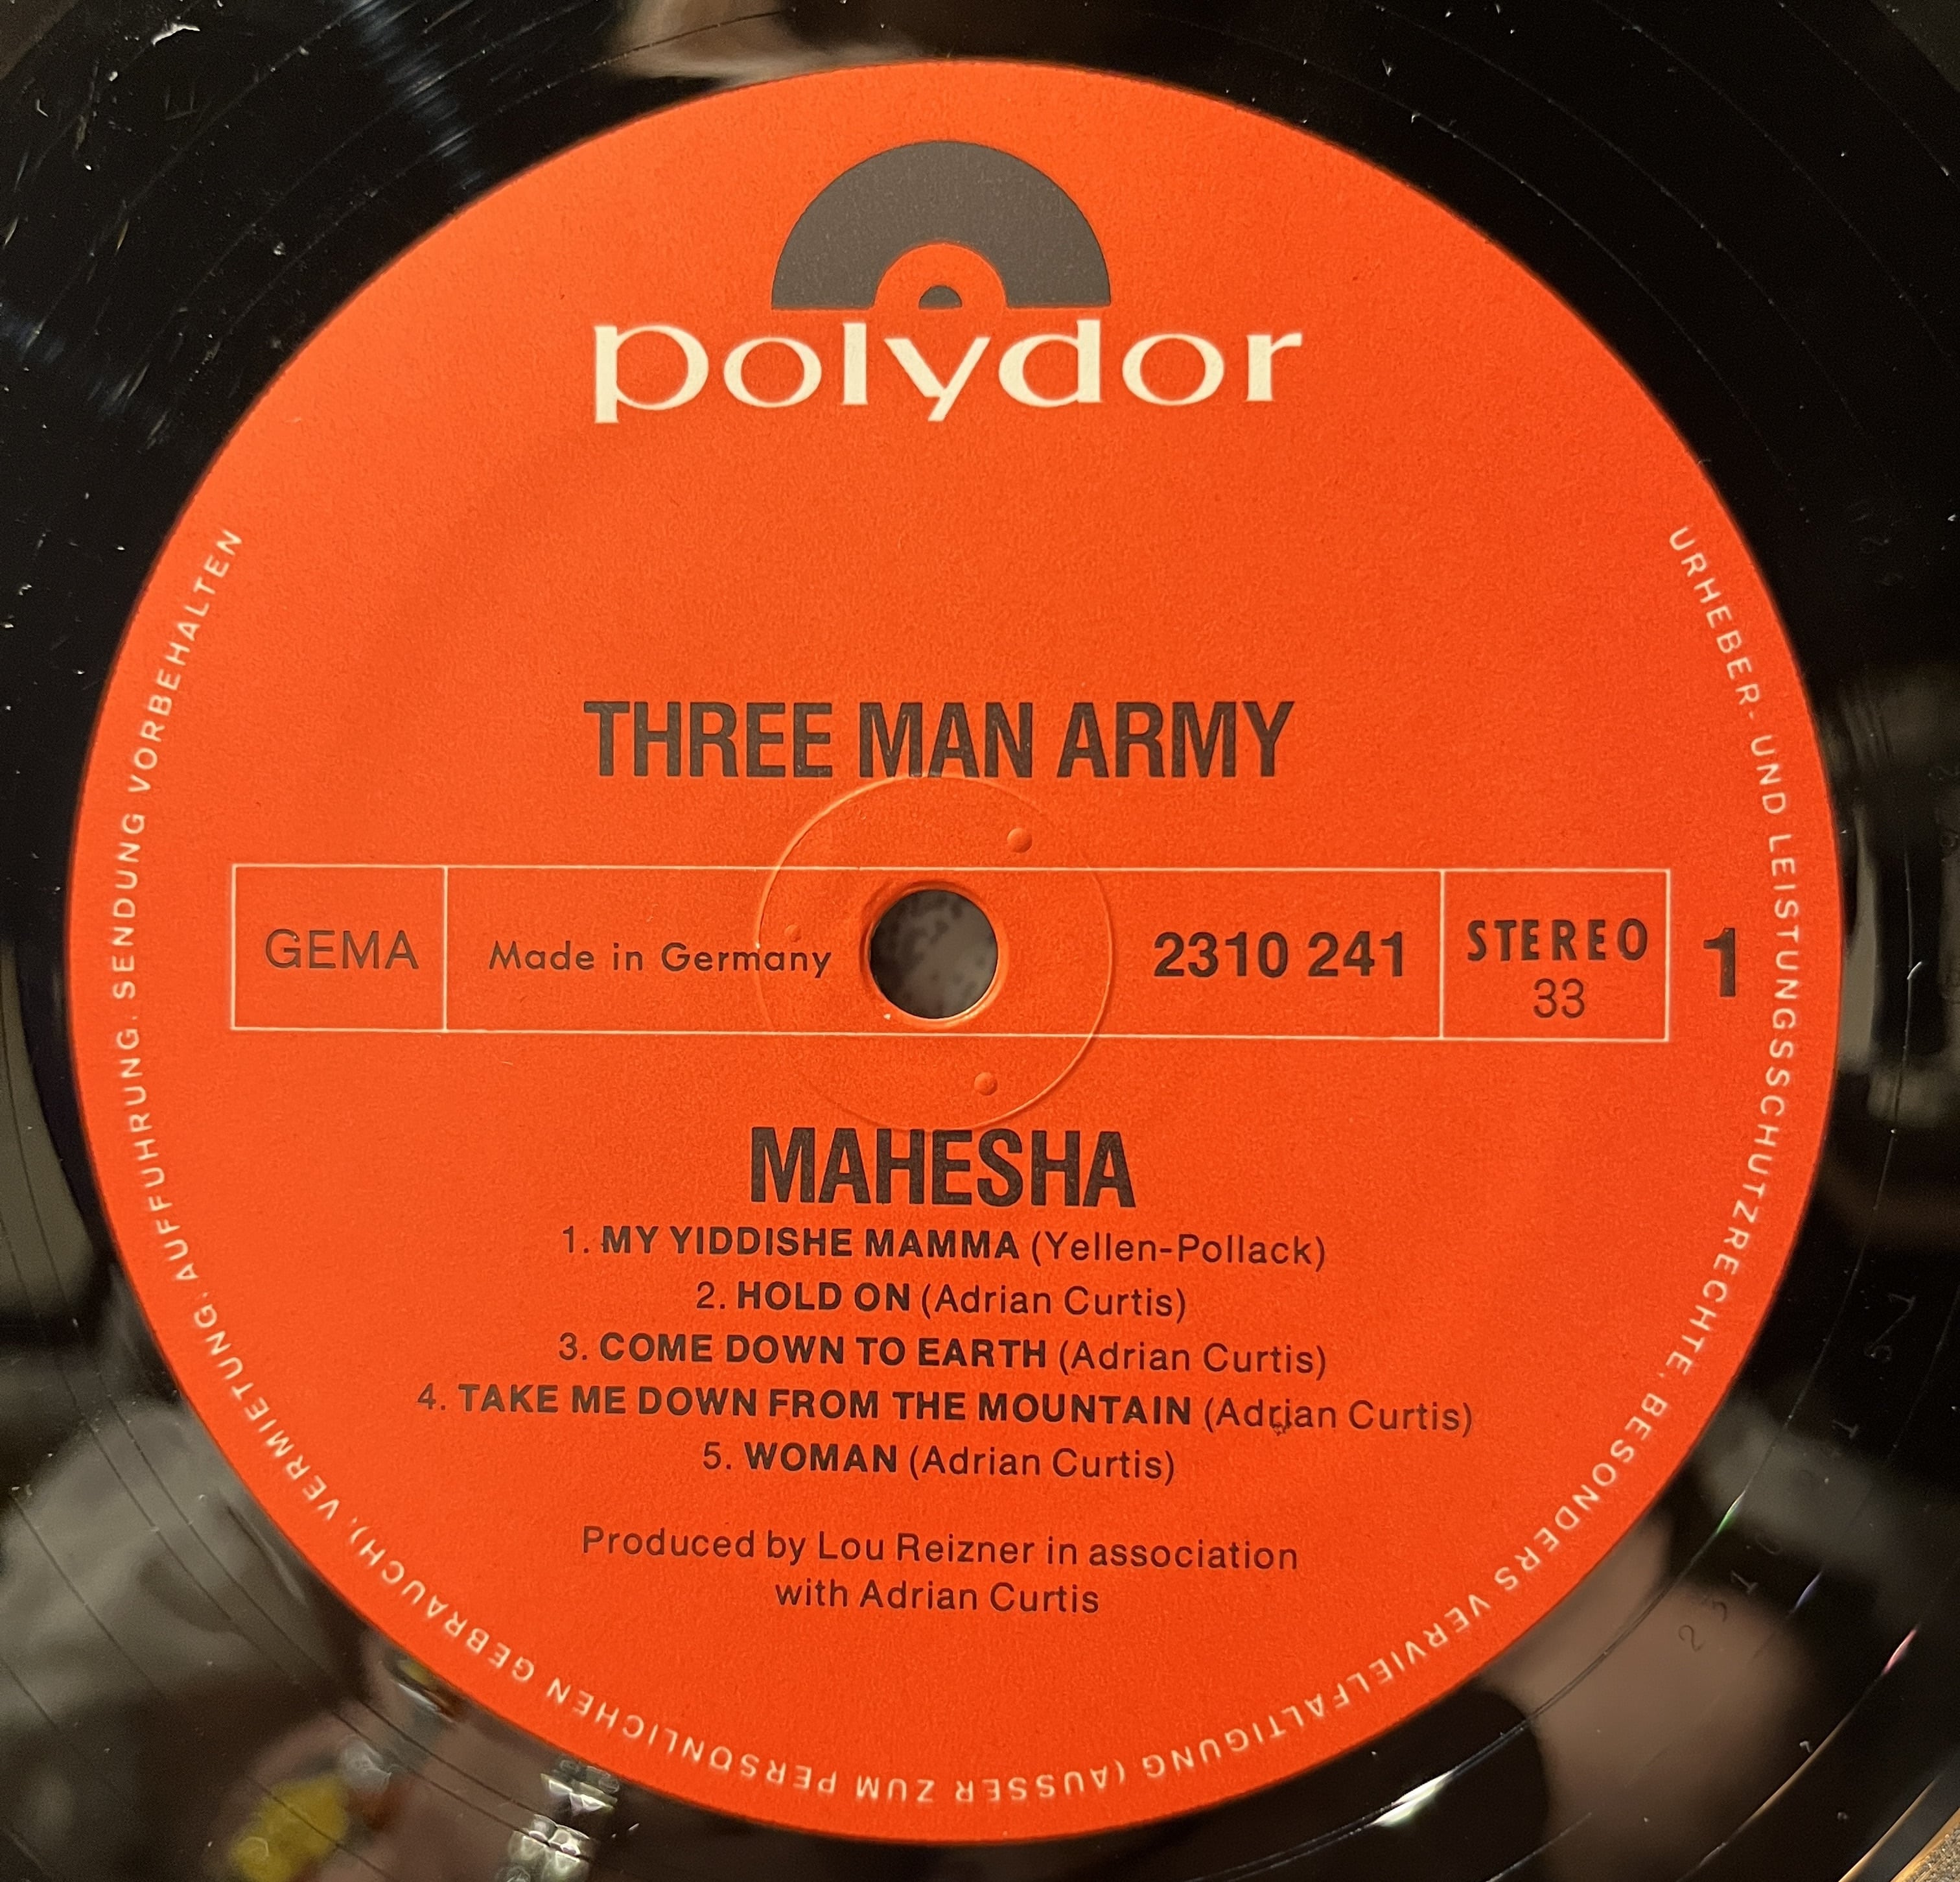 polydor
THREE MAN ARMY
GEMA
Made in Germany
2310 241
STEREO
33
1
MAHESHA
1. MY YIDDISHE MAMMA (Yellen-Pollack)
2. HOLD ON (Adrian Curtis)
3. COME DOWN TO EARTH (Adrian Curtis)
4. TAKE ME DOWN FROM THE MOUNTAIN (Adrian Curtis)
5. WOMAN (Adrian Curtis)
Produced by Lou Reizner in association
with Adrian Curtis
URHEBER- UND LEISTUNGSSCHUTZRECHTE, BESONDERS VERVIELFÄLTIGUNG (AUSSER ZUM PERSÖNLICHEN GEBRAUCH), VERMIETUNG, AUFFÜHRUNG, SENDUNG VORBEHALTEN